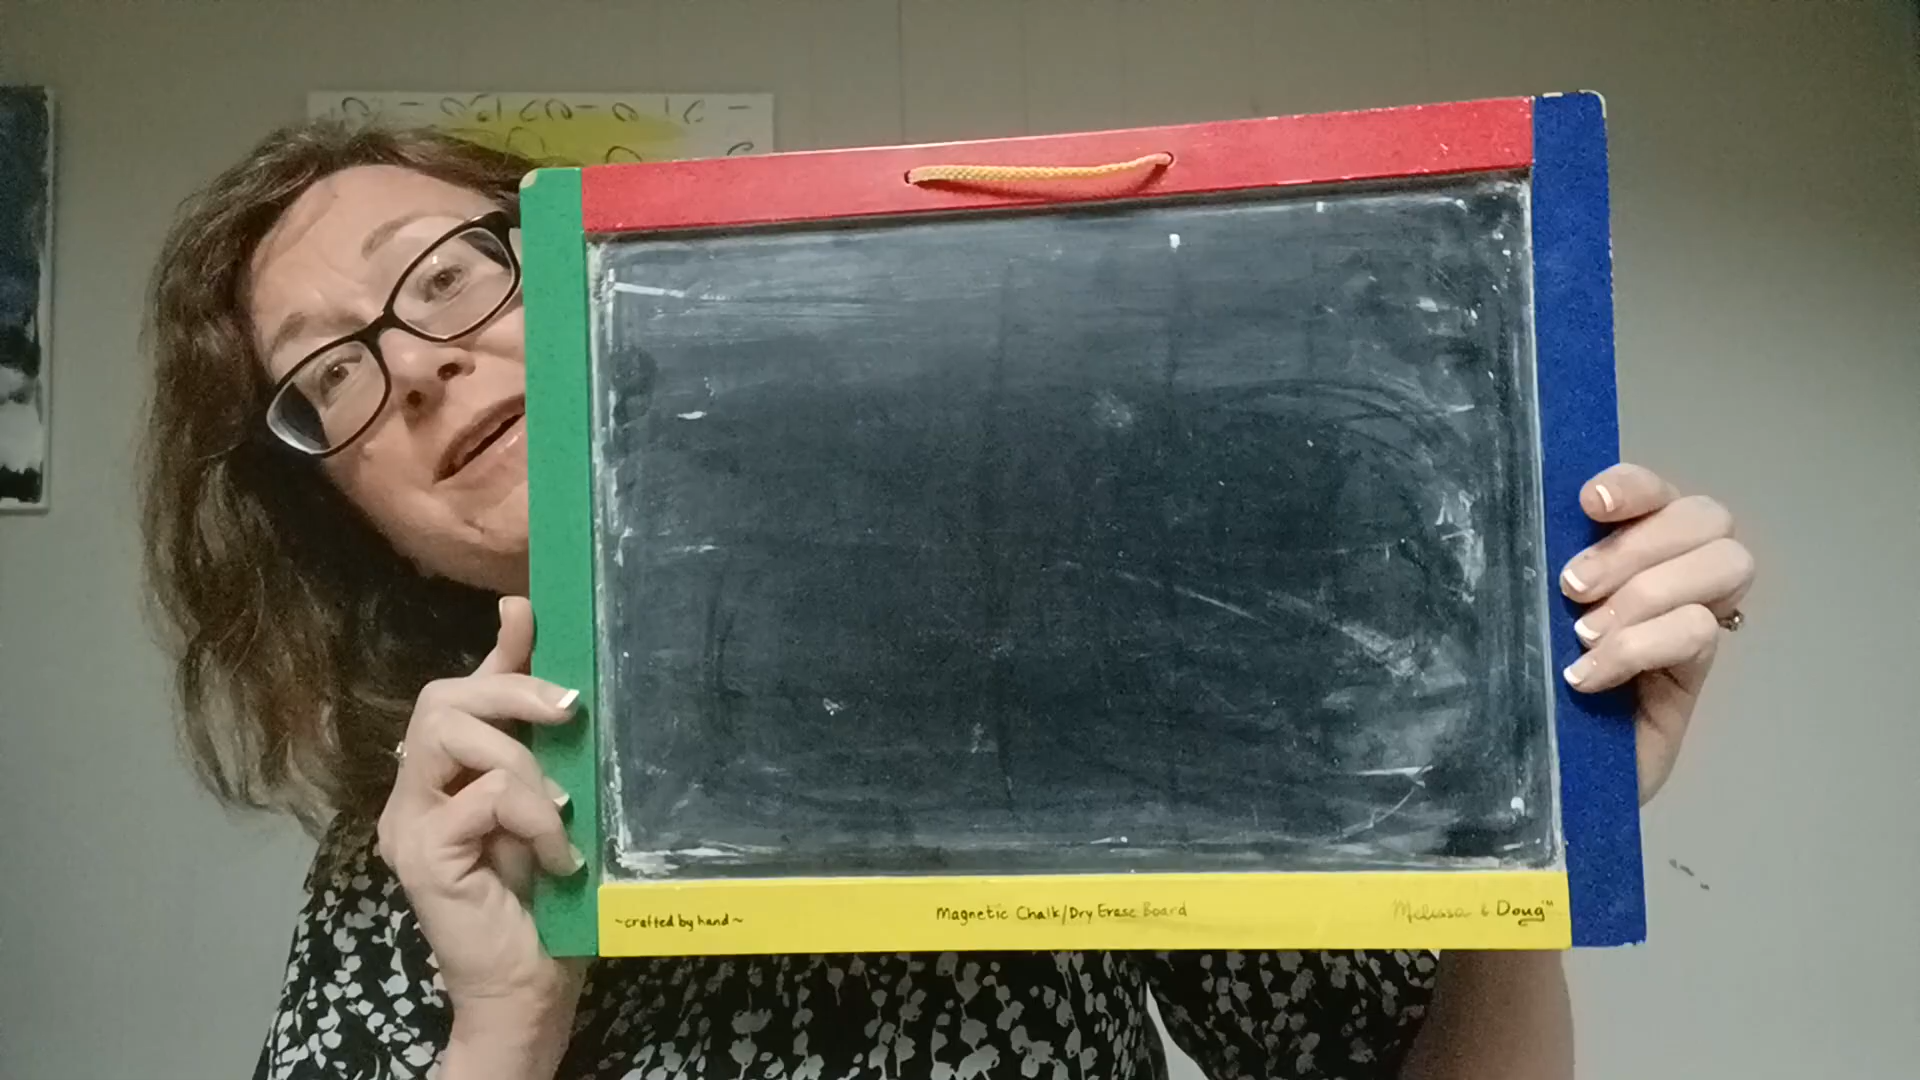 ~crafted by hand~
Magnetic Chalk/Dry Erase Board
Melissa & Doug™